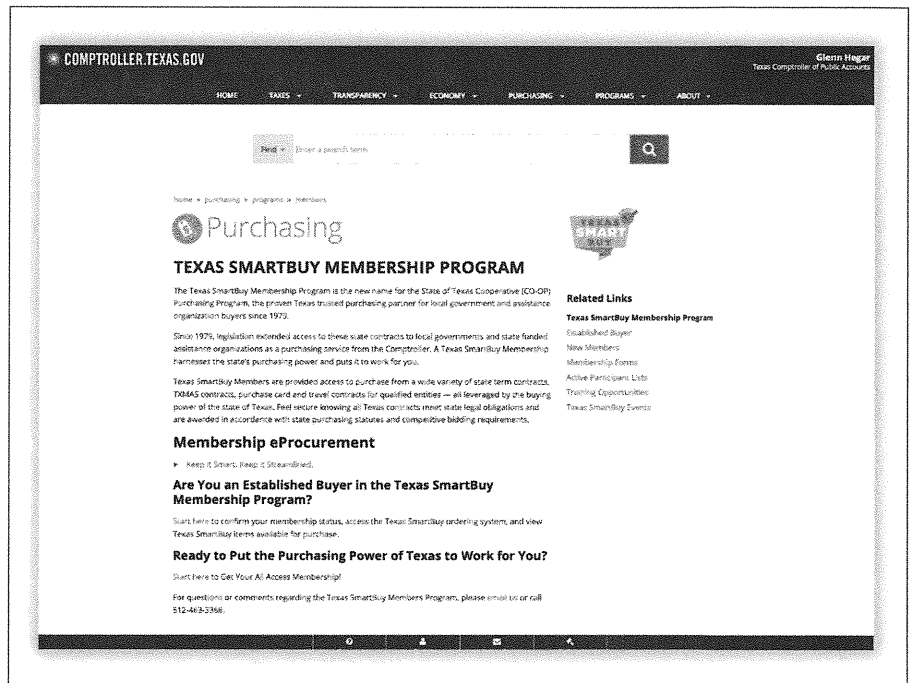 COMPTROLLER.TEXAS.GOV
Glenn Hegar
Texas Comptroller of Public Accounts
HOME TAXES TRANSPARENCY ECONOMY PURCHASING PROGRAMS ABOUT
Find Enter a search term
home » purchasing » programs » members
Purchasing
TEXAS SMART BUY
TEXAS SMARTBUY MEMBERSHIP PROGRAM
The Texas SmartBuy Membership Program is the new name for the State of Texas Cooperative (CO-OP)
Purchasing Program, the proven Texas trusted purchasing partner for local government and assistance
organization buyers since 1979.
Since 1979, legislation extended access to these state contracts to local governments and state funded
assistance organizations as a purchasing service from the Comptroller. A Texas SmartBuy Membership
harnesses the state's purchasing power and puts it to work for you.
Texas SmartBuy Members are provided access to purchase from a wide variety of state term contracts,
TXMAS contracts, purchase card and travel contracts for qualified entities — all leveraged by the buying
power of the state of Texas. Feel secure knowing all Texas contracts meet state legal obligations and
are awarded in accordance with state purchasing statutes and competitive bidding requirements.
Membership eProcurement
Keep it Smart. Keep it Streamlined.
Are You an Established Buyer in the Texas SmartBuy
Membership Program?
Start here to confirm your membership status, access the Texas SmartBuy ordering system, and view
Texas SmartBuy items available for purchase.
Ready to Put the Purchasing Power of Texas to Work for You?
Start here to Get Your All Access Membership!
For questions or comments regarding the Texas SmartBuy Members Program, please email us or call
512-463-3368.
Related Links
Texas SmartBuy Membership Program
Established Buyer
New Members
Membership Forms
Active Participant Lists
Training Opportunities
Texas SmartBuy Events